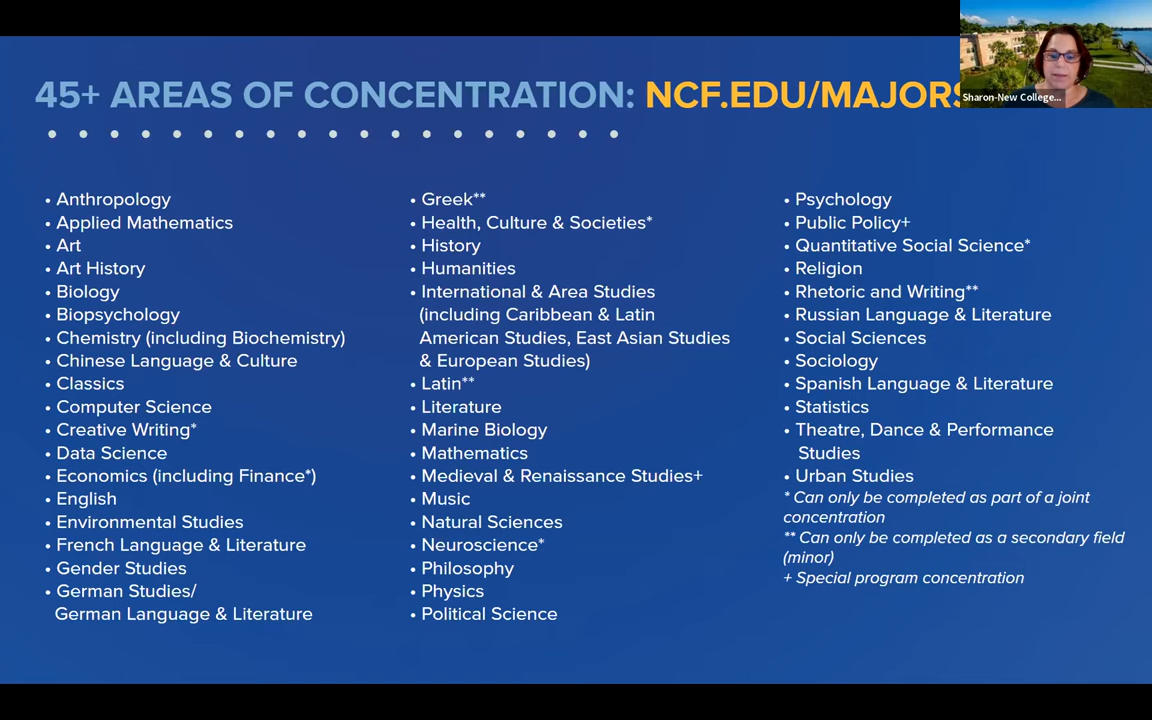 45+ AREAS OF CONCENTRATION: NCF.EDU/MAJORS
Sharon-New College...
• Anthropology
• Applied Mathematics
• Art
• Art History
• Biology
• Biopsychology
• Chemistry (including Biochemistry)
• Chinese Language & Culture
• Classics
• Computer Science
• Creative Writing*
• Data Science
• Economics (including Finance*)
• English
• Environmental Studies
• French Language & Literature
• Gender Studies
• German Studies/
German Language & Literature
• Greek**
• Health, Culture & Societies*
• History
• Humanities
• International & Area Studies
(including Caribbean & Latin
American Studies, East Asian Studies
& European Studies)
• Latin**
• Literature
• Marine Biology
• Mathematics
• Medieval & Renaissance Studies+
• Music
• Natural Sciences
• Neuroscience*
• Philosophy
• Physics
• Political Science
• Psychology
• Public Policy+
• Quantitative Social Science*
• Religion
• Rhetoric and Writing**
• Russian Language & Literature
• Social Sciences
• Sociology
• Spanish Language & Literature
• Statistics
• Theatre, Dance & Performance
Studies
• Urban Studies
* Can only be completed as part of a joint
concentration
** Can only be completed as a secondary field
(minor)
+ Special program concentration